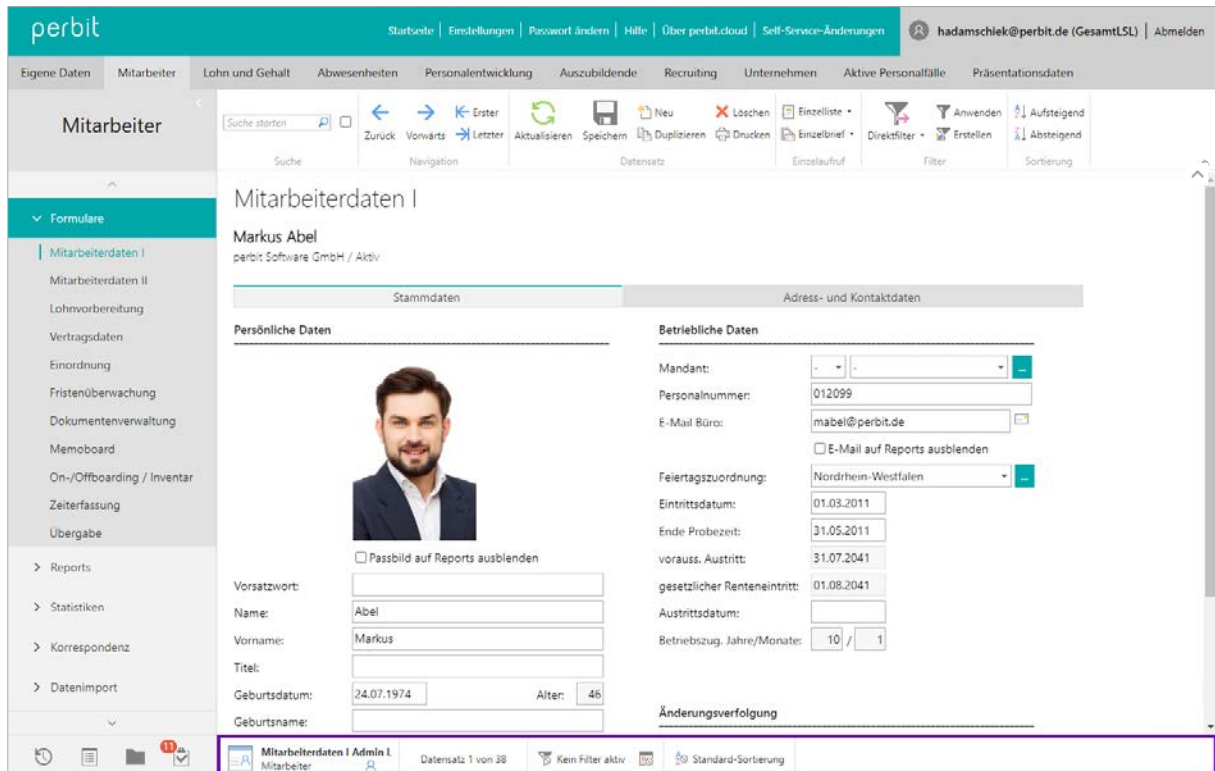 perbit
Startseite | Einstellungen | Passwort ändern | Hilfe | Über perbit.cloud | Self-Service-Änderungen
hadamschiek@perbit.de (GesamtLSL) | Abmelden
Eigene Daten Mitarbeiter Lohn und Gehalt Abwesenheiten Personalentwicklung Auszubildende Recruiting Unternehmen Aktive Personalfälle Präsentationsdaten
Mitarbeiter
Suche starten
Zurück Vorwärts Erster Letzter
Aktualisieren Speichern Neu Duplizieren Löschen Drucken
Einzelliste Einzelbrief
Direktfilter Anwenden Erstellen
Aufsteigend Absteigend
Suche Navigation Datensatz Einzelaufruf Filter Sortierung
Formulare
Mitarbeiterdaten I
Mitarbeiterdaten II
Lohnvorbereitung
Vertragsdaten
Einordnung
Fristenüberwachung
Dokumentenverwaltung
Memoboard
On-/Offboarding / Inventar
Zeiterfassung
Übergabe
Reports
Statistiken
Korrespondenz
Datenimport
11
Mitarbeiterdaten I
Markus Abel
perbit Software GmbH / Aktiv
Stammdaten Adress- und Kontaktdaten
Persönliche Daten
Passbild auf Reports ausblenden
Vorsatzwort:
Name: Abel
Vorname: Markus
Titel:
Geburtsdatum: 24.07.1974 Alter: 46
Geburtsname:
Betriebliche Daten
Mandant: - -
Personalnummer: 012099
E-Mail Büro: mabel@perbit.de
E-Mail auf Reports ausblenden
Feiertagszuordnung: Nordrhein-Westfalen
Eintrittsdatum: 01.03.2011
Ende Probezeit: 31.05.2011
vorauss. Austritt: 31.07.2041
gesetzlicher Renteneintritt: 01.08.2041
Austrittsdatum:
Betriebszug. Jahre/Monate: 10 / 1
Änderungsverfolgung
Mitarbeiterdaten I Admin L
Mitarbeiter
Datensatz 1 von 38 Kein Filter aktiv Standard-Sortierung